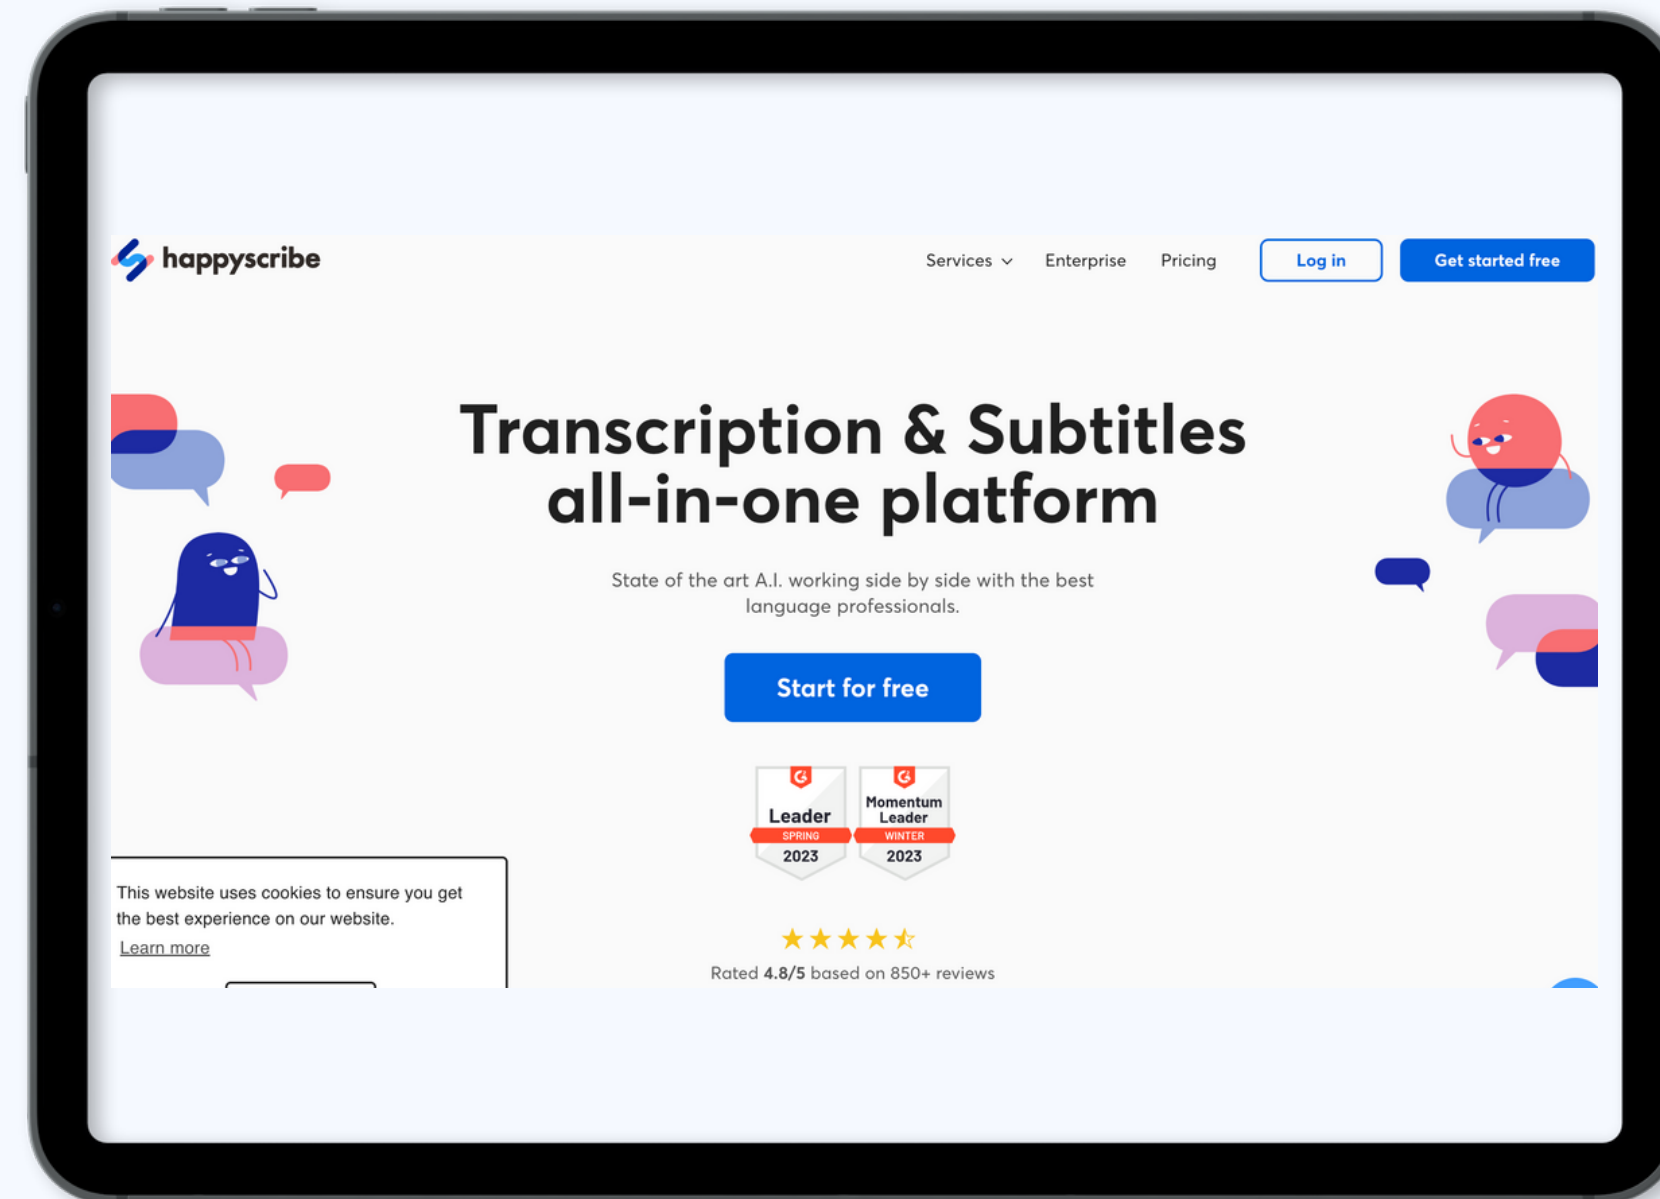 happyscribe
Services
Enterprise
Pricing
Log in
Get started free
Transcription & Subtitles
all-in-one platform
State of the art A.I. working side by side with the best
language professionals.
Start for free
Leader
SPRING
2023
Momentum
Leader
WINTER
2023
This website uses cookies to ensure you get
the best experience on our website.
Learn more
Rated 4.8/5 based on 850+ reviews